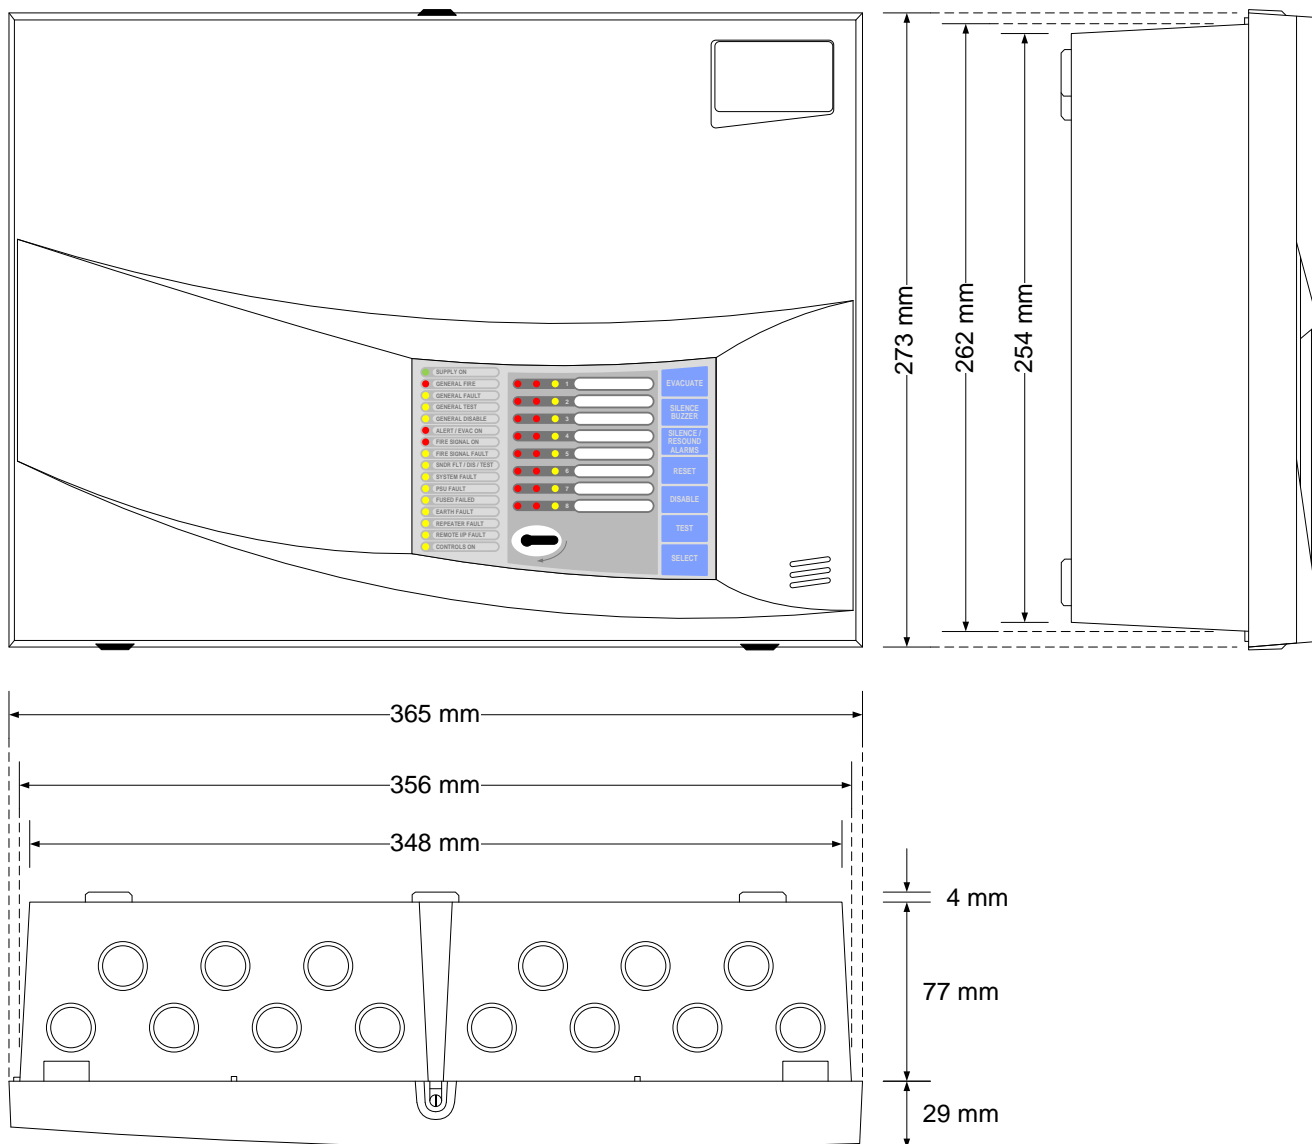 SUPPLY ON
GENERAL FIRE
GENERAL FAULT
GENERAL TEST
GENERAL DISABLE
ALERT / EVAC ON
FIRE SIGNAL ON
FIRE SIGNAL FAULT
SNDR FLT / DIS / TEST
SYSTEM FAULT
PSU FAULT
FUSED FAILED
EARTH FAULT
REPEATER FAULT
REMOTE I/P FAULT
CONTROLS ON
1
2
3
4
5
6
7
8
EVACUATE
SILENCE
BUZZER
SILENCE /
RESOUND
ALARMS
RESET
DISABLE
TEST
SELECT
273 mm
262 mm
254 mm
365 mm
356 mm
348 mm
4 mm
77 mm
29 mm